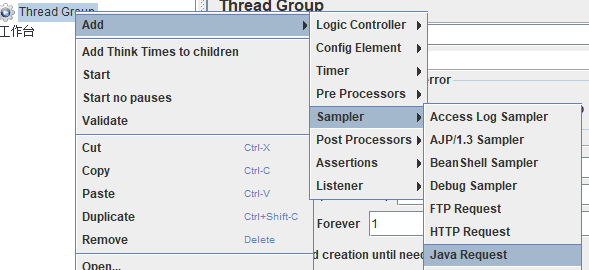 Thread Group
Thread Group
工作台
Add
Add Think Times to children
Start
Start no pauses
Validate
Cut Ctrl-X
Copy Ctrl-C
Paste Ctrl-V
Duplicate Ctrl+Shift-C
Remove Delete
Open...
Logic Controller
Config Element
Timer
Pre Processors
Sampler
Post Processors
Assertions
Listener
Access Log Sampler
AJP/1.3 Sampler
BeanShell Sampler
Debug Sampler
FTP Request
HTTP Request
Java Request
error
Forever 1
d creation until nee